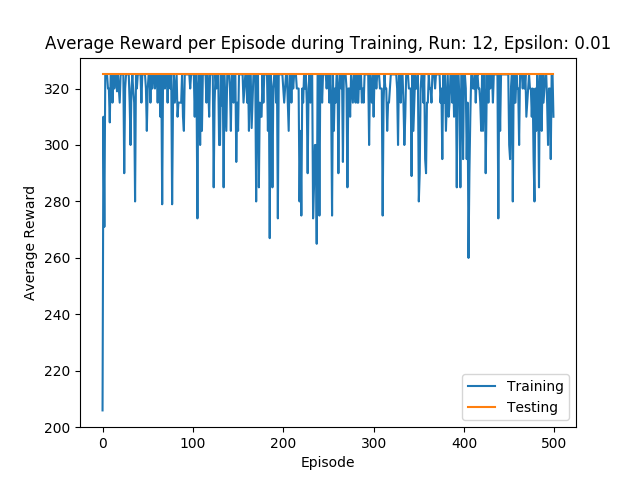 Average Reward per Episode during Training, Run: 12, Epsilon: 0.01
320
300
280
260
240
220
200
Average Reward
0 100 200 300 400 500
Episode
Training
Testing